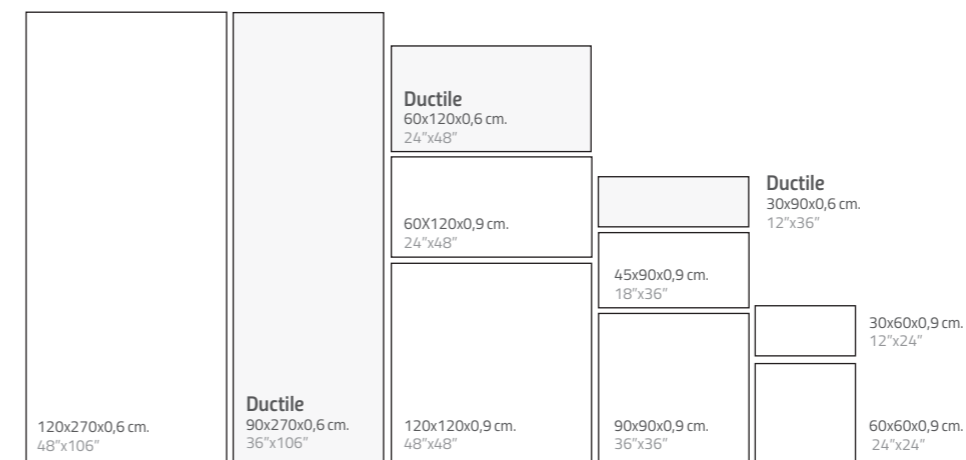 120x270x0,6 cm.
48”x106”
Ductile
90x270x0,6 cm.
36”x106”
Ductile
60x120x0,6 cm.
24”x48”
60X120x0,9 cm.
24”x48”
120x120x0,9 cm.
48”x48”
Ductile
30x90x0,6 cm.
12”x36”
45x90x0,9 cm.
18”x36”
90x90x0,9 cm.
36”x36”
30x60x0,9 cm.
12”x24”
60x60x0,9 cm.
24”x24”